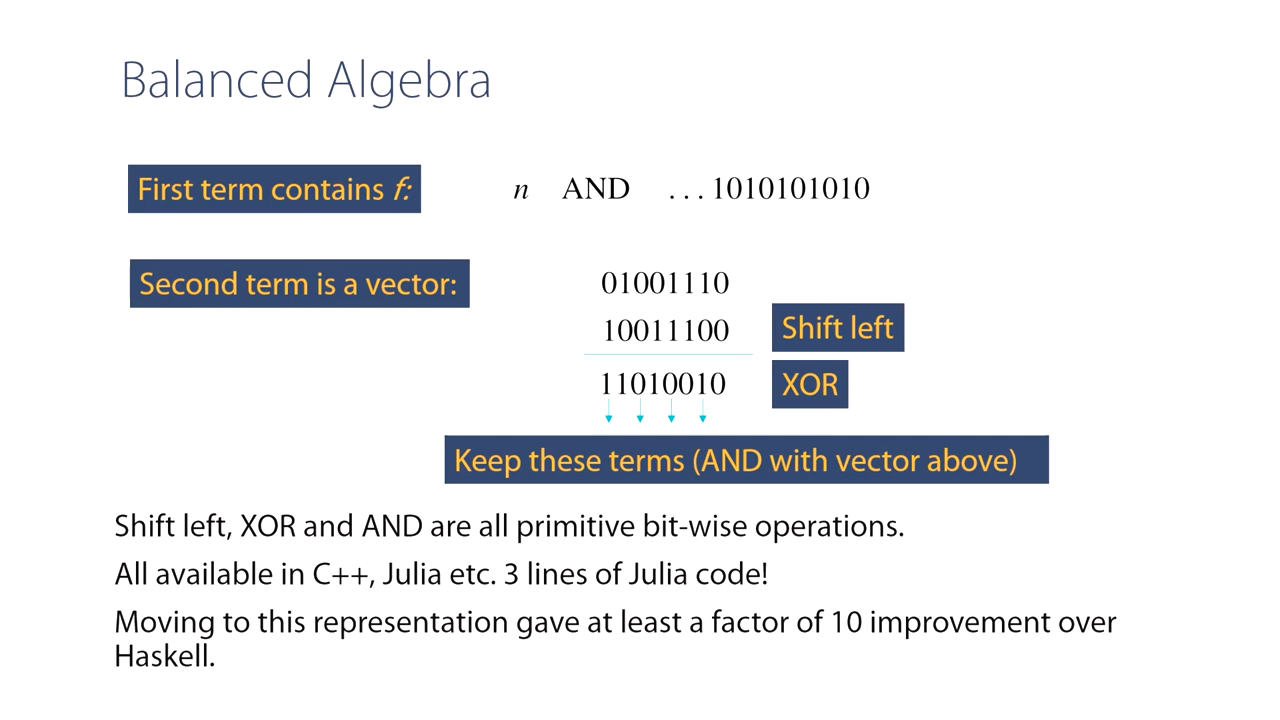 Balanced Algebra
First term contains f: n AND ...1010101010
Second term is a vector: 01001110
10011100 Shift left
11010010 XOR
Keep these terms (AND with vector above)
Shift left, XOR and AND are all primitive bit-wise operations.
All available in C++, Julia etc. 3 lines of Julia code!
Moving to this representation gave at least a factor of 10 improvement over
Haskell.